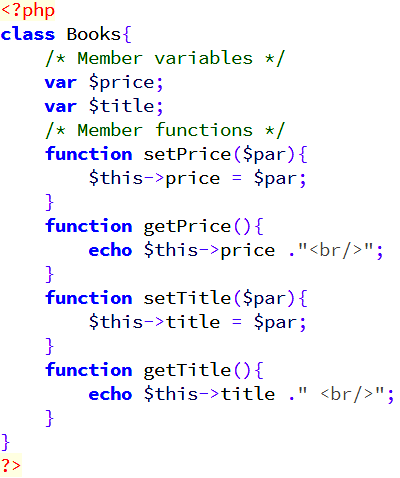 <?php
class Books{
    /* Member variables */
    var $price;
    var $title;
    /* Member functions */
    function setPrice($par){
        $this->price = $par;
    }
    function getPrice(){
        echo $this->price ."<br/>";
    }
    function setTitle($par){
        $this->title = $par;
    }
    function getTitle(){
        echo $this->title ." <br/>";
    }
}
?>